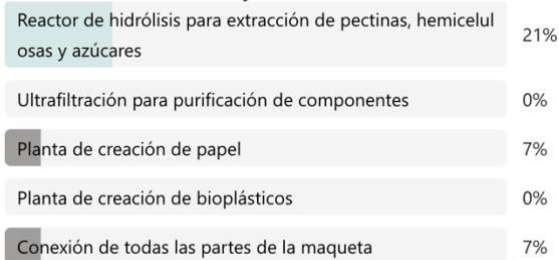 Reactor de hidrólisis para extracción de pectinas, hemicelul
osas y azúcares
21%
Ultrafiltración para purificación de componentes
0%
Planta de creación de papel
7%
Planta de creación de bioplásticos
0%
Conexión de todas las partes de la maqueta
7%